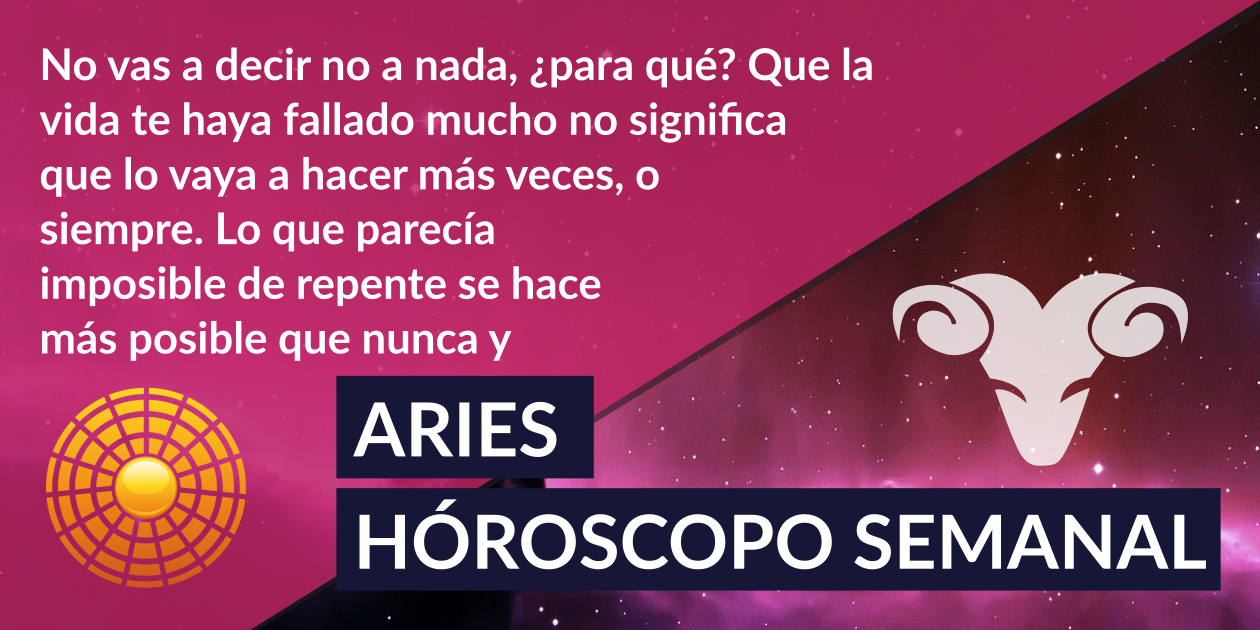 No vas a decir no a nada, ¿para qué? Que la
vida te haya fallado mucho no significa
que lo vaya a hacer más veces, o
siempre. Lo que parecía
imposible de repente se hace
más posible que nunca y
ARIES
HÓROSCOPO SEMANAL